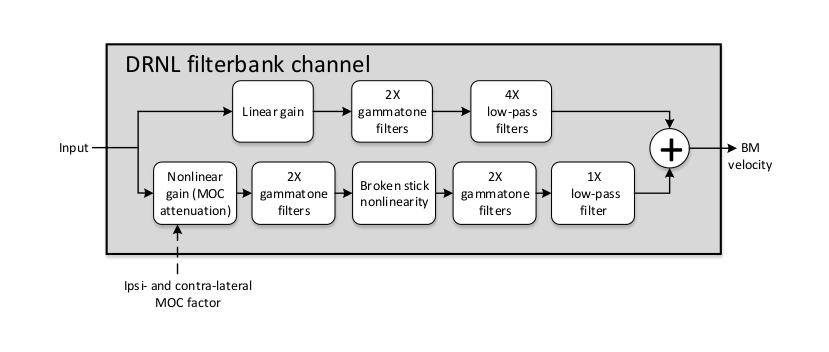 DRNL filterbank channel
Linear gain
2X
gammatone
filters
4X
low-pass
filters
Input
+
BM
velocity
Nonlinear
gain (MOC
attenuation)
2X
gammatone
filters
Broken stick
nonlinearity
2X
gammatone
filters
1X
low-pass
filter
Ipsi- and contra-lateral
MOC factor